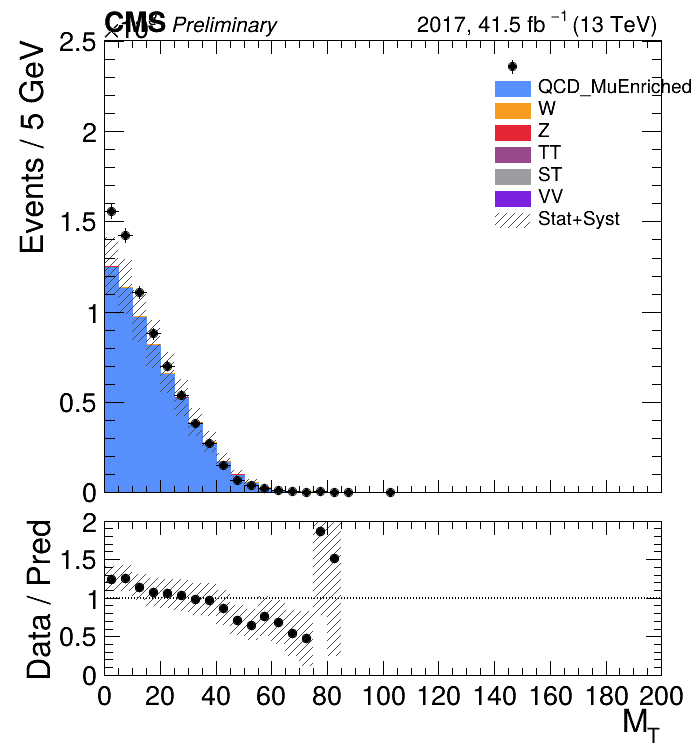 CMS Preliminary 2017, 41.5 fb⁻¹ (13 TeV)
2.5
2
1.5
1
0.5
0
Events / 5 GeV
QCD_MuEnriched
W
Z
TT
ST
VV
Stat+Syst
2
1.5
1
0.5
0
Data / Pred
0 20 40 60 80 100 120 140 160 180 200
M_T